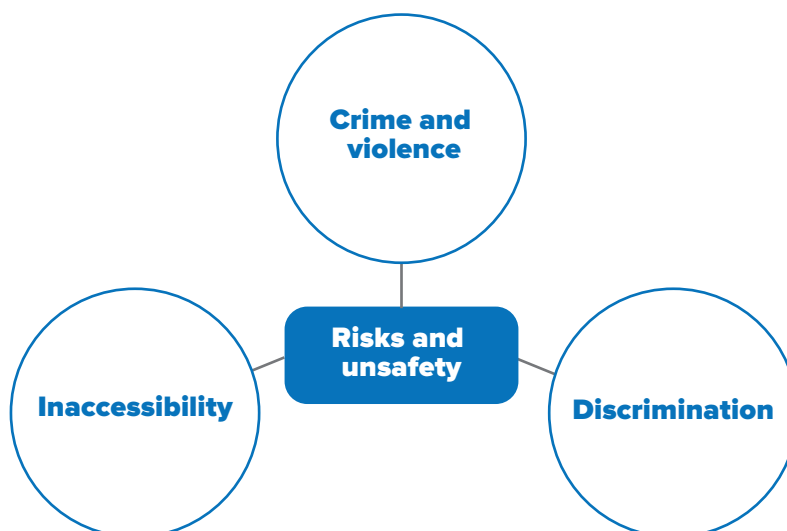 Crime and
violence
Risks and
unsafety
Inaccessibility
Discrimination